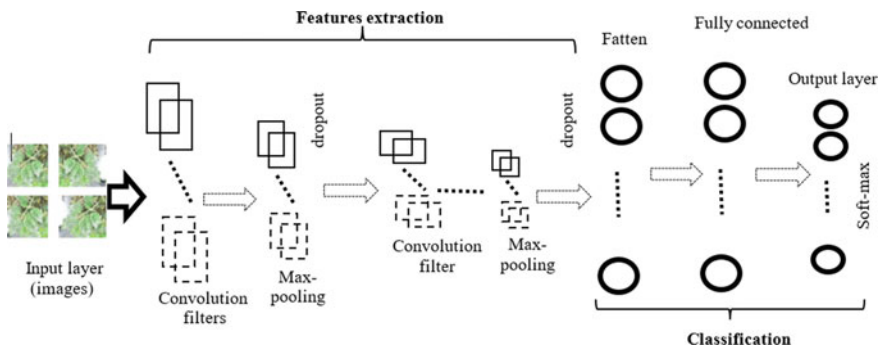 Features extraction
Fatten
Fully connected
Output layer
dropout
dropout
Input layer
(images)
Convolution
filters
Max-
pooling
Convolution
filter
Max-
pooling
Soft-max
Classification